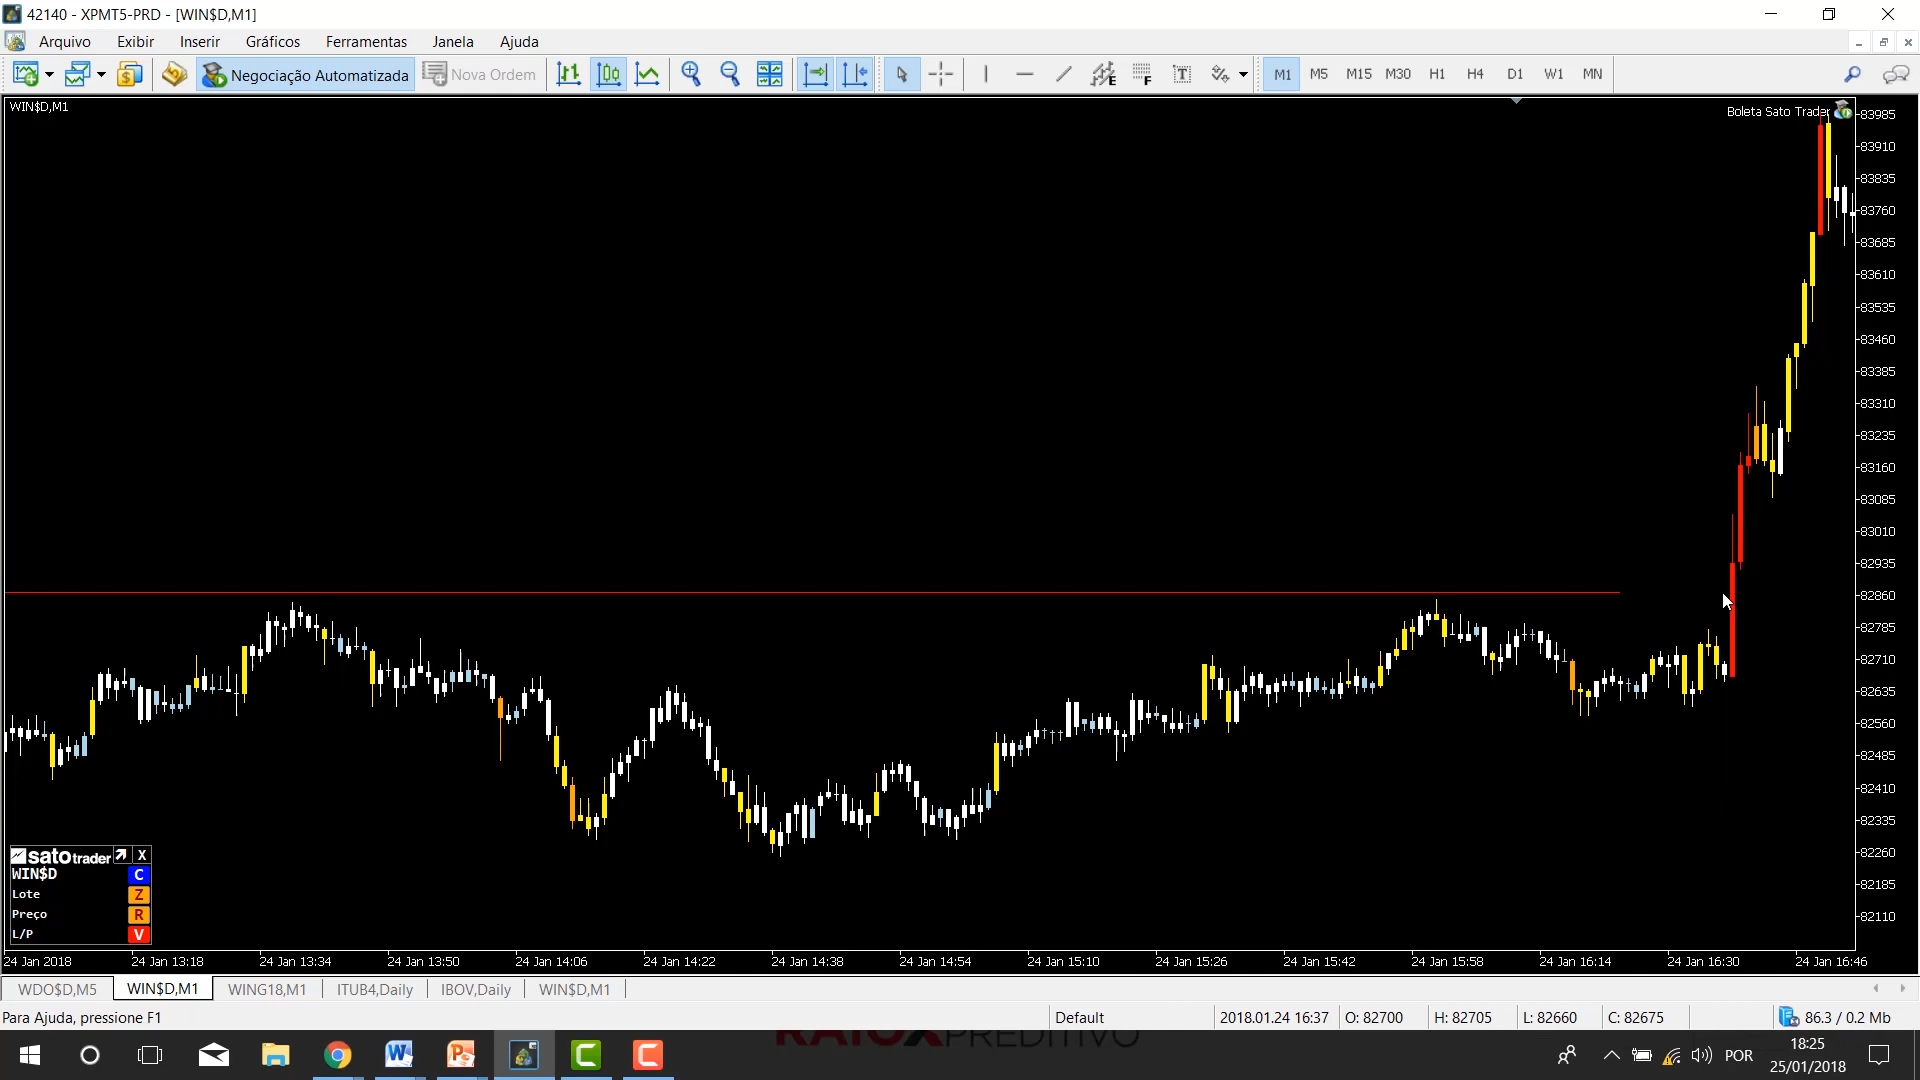 42140 - XPMT5-PRD - [WIN$D,M1]
Arquivo Exibir Inserir Gráficos Ferramentas Janela Ajuda
Negociação Automatizada Nova Ordem E F T M1 M5 M15 M30 H1 H4 D1 W1 MN
WIN$D,M1
Boleta Sato Trader
83985
83910
83835
83760
83685
83610
83535
83460
83385
83310
83235
83160
83085
83010
82935
82860
82785
82710
82635
82560
82485
82410
82335
82260
82185
82110
sato trader X
WIN$D C
Lote Z
Preço R
L/P V
24 Jan 2018 24 Jan 13:18 24 Jan 13:34 24 Jan 13:50 24 Jan 14:06 24 Jan 14:22 24 Jan 14:38 24 Jan 14:54 24 Jan 15:10 24 Jan 15:26 24 Jan 15:42 24 Jan 15:58 24 Jan 16:14 24 Jan 16:30 24 Jan 16:46
WDO$D,M5 WIN$D,M1 WING18,M1 ITUB4,Daily IBOV,Daily WIN$D,M1
Para Ajuda, pressione F1 Default 2018.01.24 16:37 O: 82700 H: 82705 L: 82660 C: 82675 86.3 / 0.2 Mb
RAIOXPREDITIVO
POR
18:25
25/01/2018